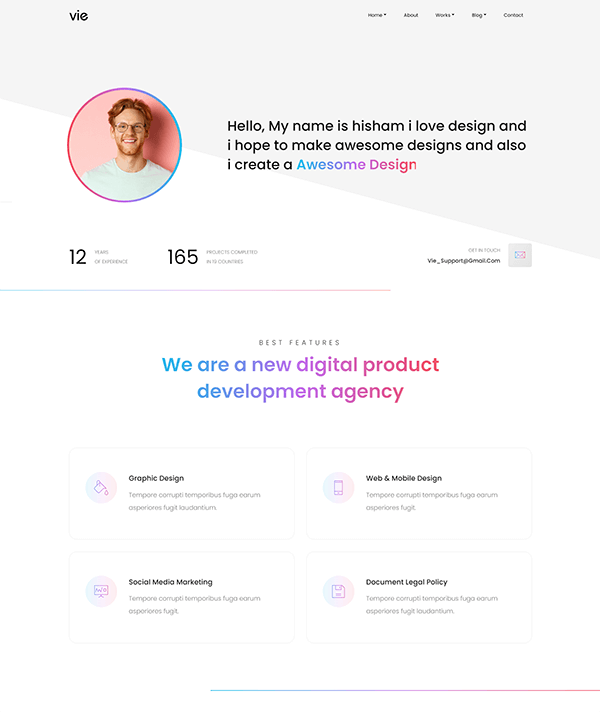 vie
Home About Works Blog Contact
Hello, My name is hisham i love design and
i hope to make awesome designs and also
i create a Awesome Design
12 YEARS
OF EXPERIENCE
165 PROJECTS COMPLETED
IN 19 COUNTRIES
GET IN TOUCH
Vie_Support@Gmail.Com
BEST FEATURES
We are a new digital product
development agency
Graphic Design
Tempore corrupti temporibus fuga earum
asperiores fugit laudantium.
Web & Mobile Design
Tempore corrupti temporibus fuga earum
asperiores fugit.
Social Media Marketing
Tempore corrupti temporibus fuga earum
asperiores fugit.
Document Legal Policy
Tempore corrupti temporibus fuga earum
asperiores fugit laudantium.